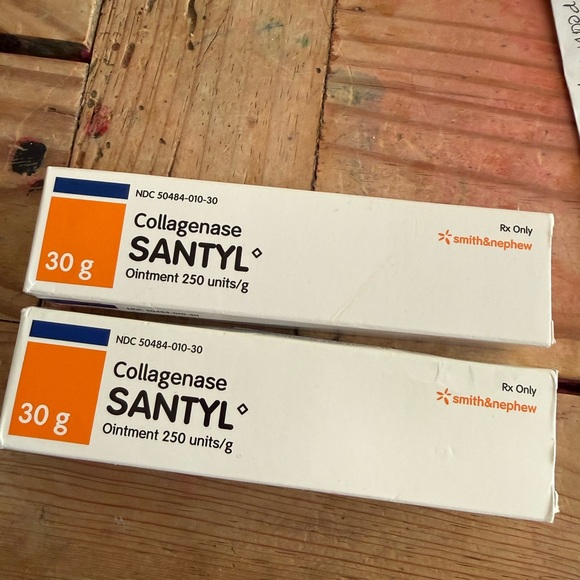 NDC 50484-010-30
Collagenase
SANTYL◇
Ointment 250 units/g
30 g
Rx Only
smith&nephew
NDC 50484-010-30
Collagenase
SANTYL◇
Ointment 250 units/g
30 g
Rx Only
smith&nephew